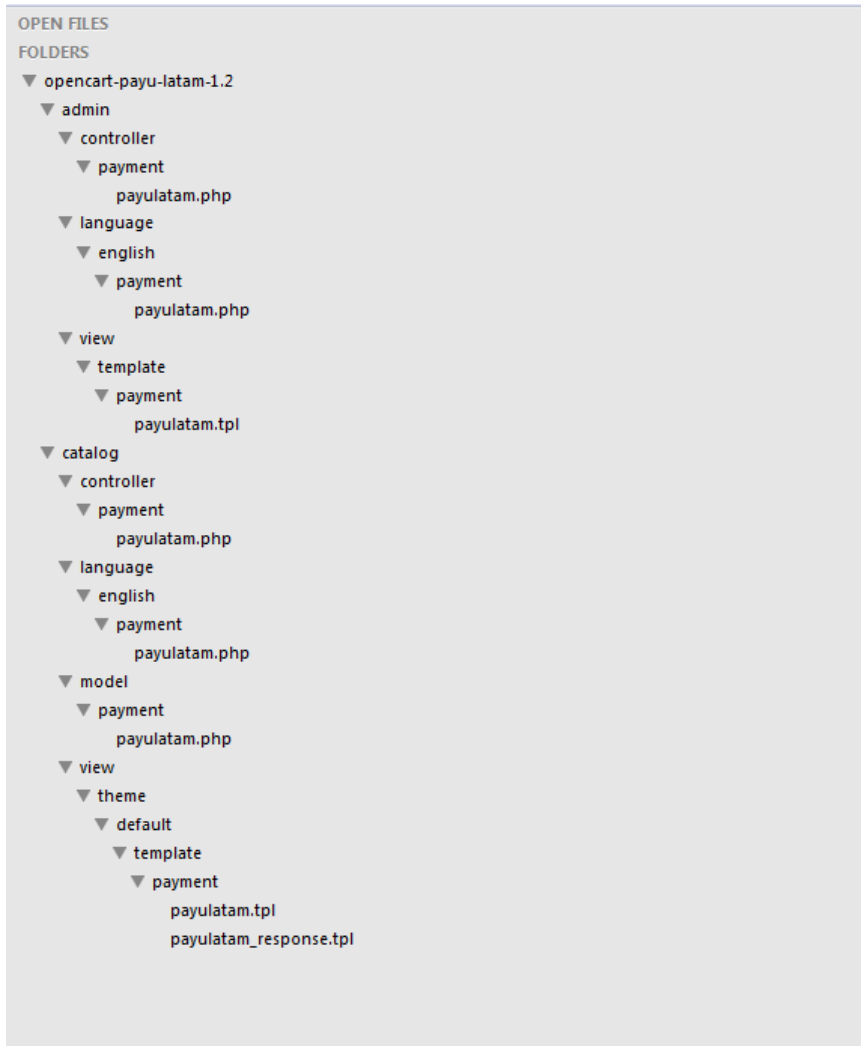 OPEN FILES
FOLDERS
opencart-payu-latam-1.2
admin
controller
payment
payulatam.php
language
english
payment
payulatam.php
view
template
payment
payulatam.tpl
catalog
controller
payment
payulatam.php
language
english
payment
payulatam.php
model
payment
payulatam.php
view
theme
default
template
payment
payulatam.tpl
payulatam_response.tpl